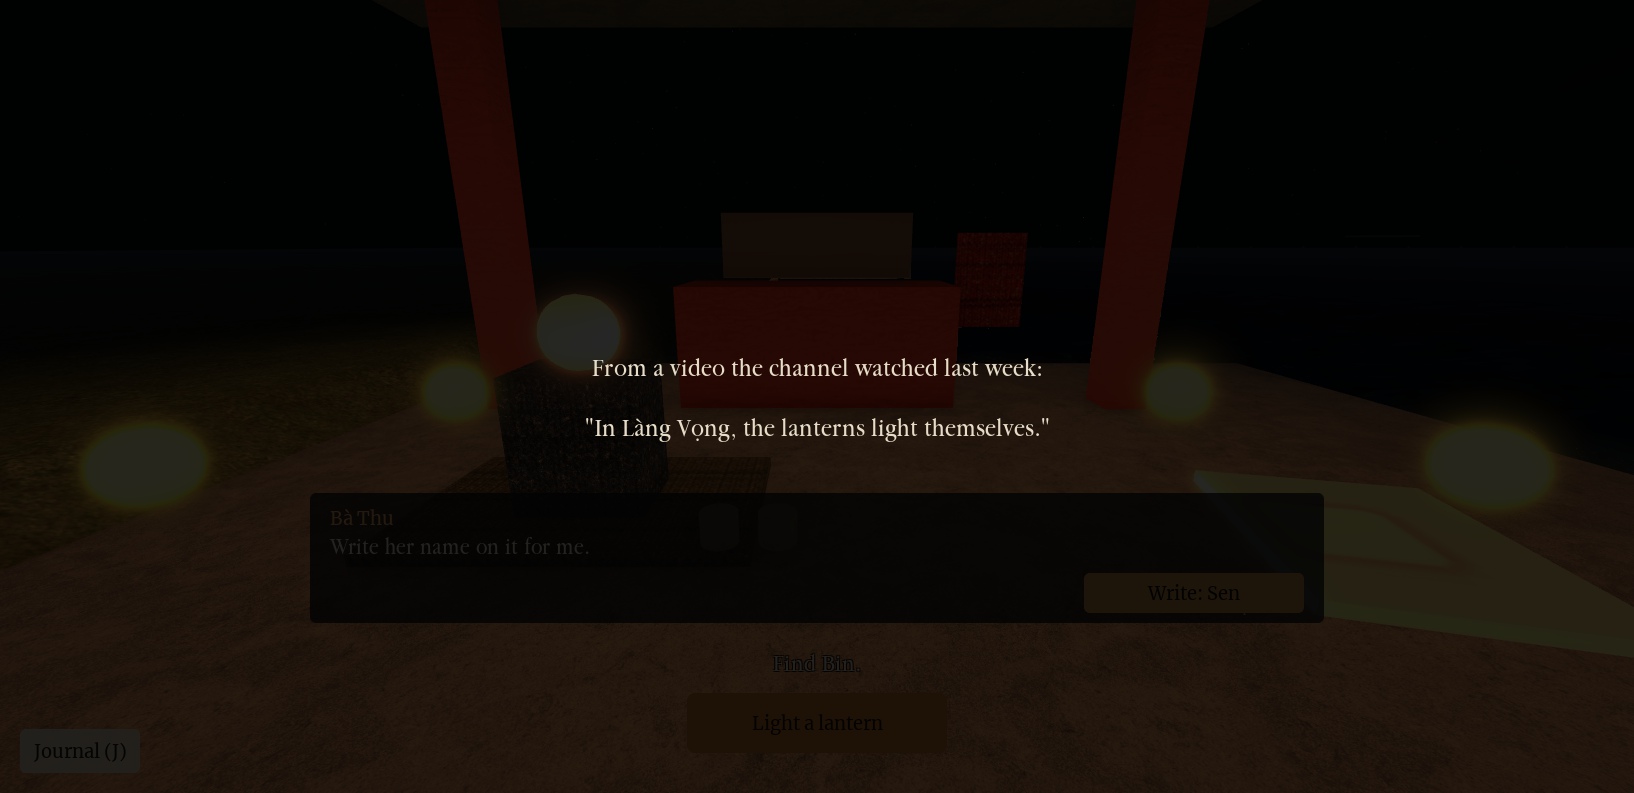 From a video the channel watched last week:
"In Làng Vọng, the lanterns light themselves."
Bà Thu
Write her name on it for me.
Write: Sen
Find Bin.
Light a lantern
Journal (J)